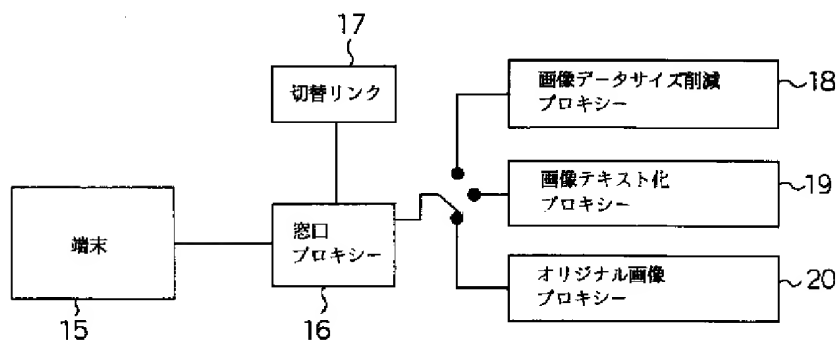 17
切替リンク
画像データサイズ削減
プロキシー
18
画像テキスト化
プロキシー
19
端末
窓口
プロキシー
オリジナル画像
プロキシー
20
15
16